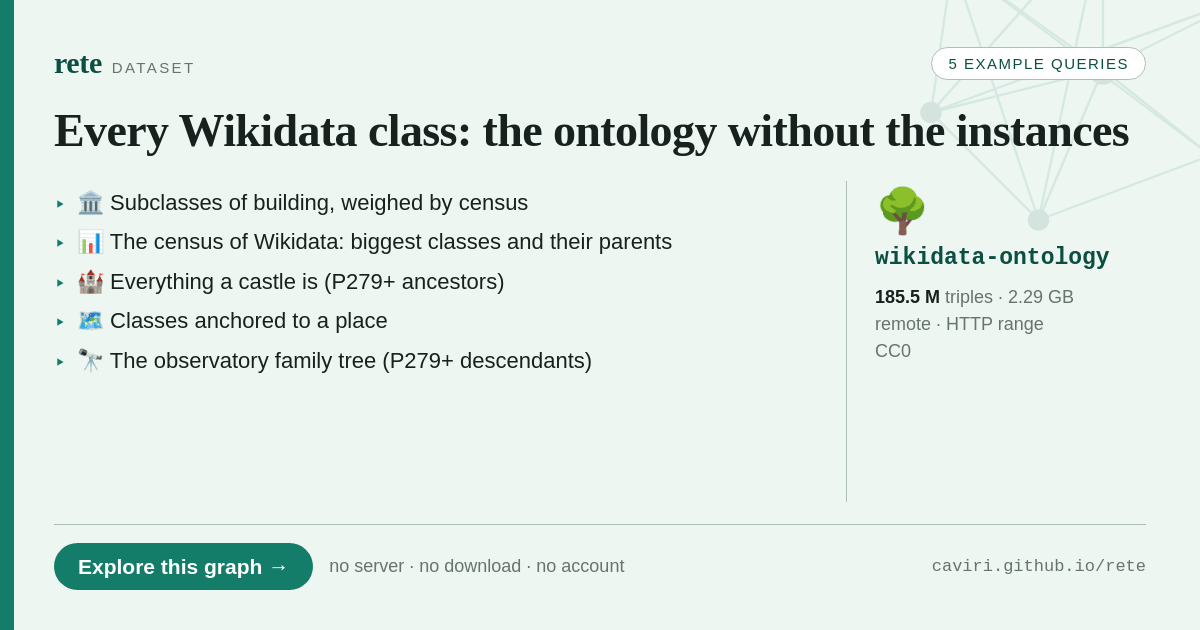 rete DATASET
5 EXAMPLE QUERIES
Every Wikidata class: the ontology without the instances
▸ 🏛️ Subclasses of building, weighed by census
▸ 📊 The census of Wikidata: biggest classes and their parents
▸ 🏰 Everything a castle is (P279+ ancestors)
▸ 🗺️ Classes anchored to a place
▸ 🔭 The observatory family tree (P279+ descendants)
🌳
wikidata-ontology
185.5 M triples · 2.29 GB
remote · HTTP range
CC0
Explore this graph →
no server · no download · no account
caviri.github.io/rete